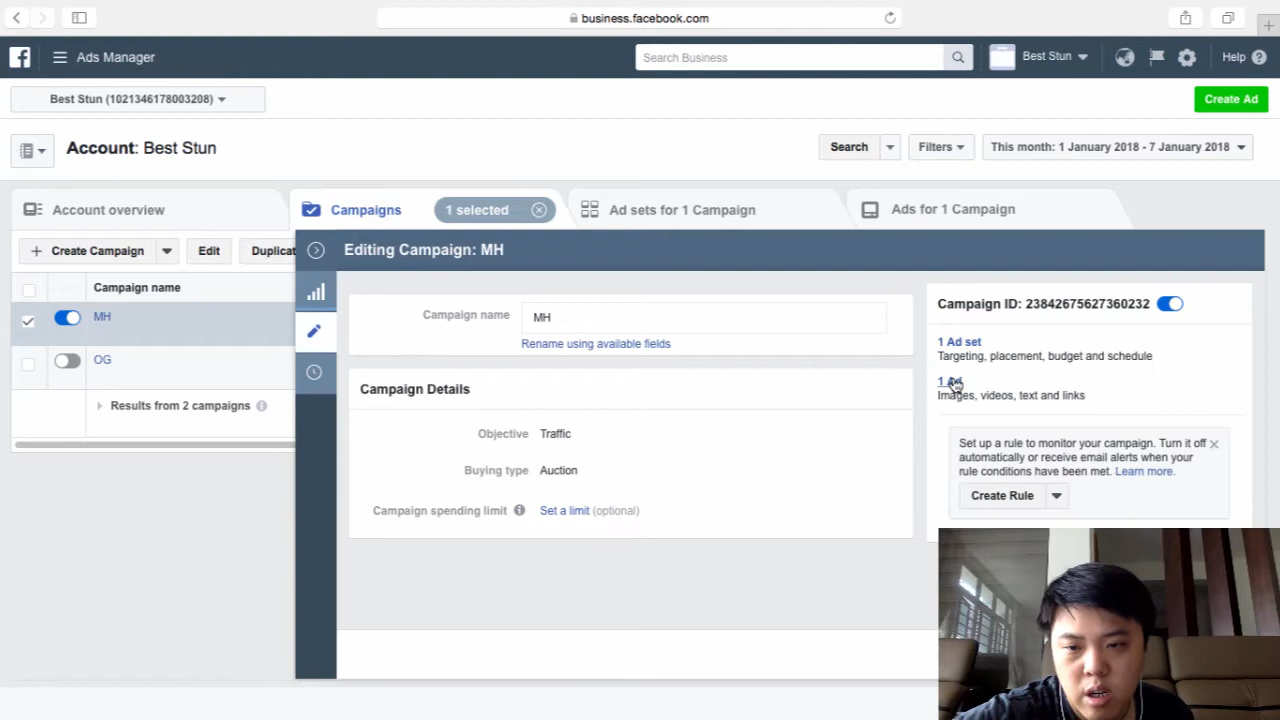 business.facebook.com
Ads Manager
Search Business
Best Stun
Help
Best Stun (1021346178003208)
Create Ad
Account: Best Stun
Search
Filters
This month: 1 January 2018 - 7 January 2018
Account overview
Campaigns
1 selected
Ad sets for 1 Campaign
Ads for 1 Campaign
+ Create Campaign
Edit
Duplicat
Editing Campaign: MH
Campaign name
MH
OG
Results from 2 campaigns
Campaign name
MH
Rename using available fields
Campaign Details
Objective Traffic
Buying type Auction
Campaign spending limit Set a limit (optional)
Campaign ID: 23842675627360232
1 Ad set
Targeting, placement, budget and schedule
1 Ad
Images, videos, text and links
Set up a rule to monitor your campaign. Turn it off
automatically or receive email alerts when your
rule conditions have been met. Learn more.
Create Rule